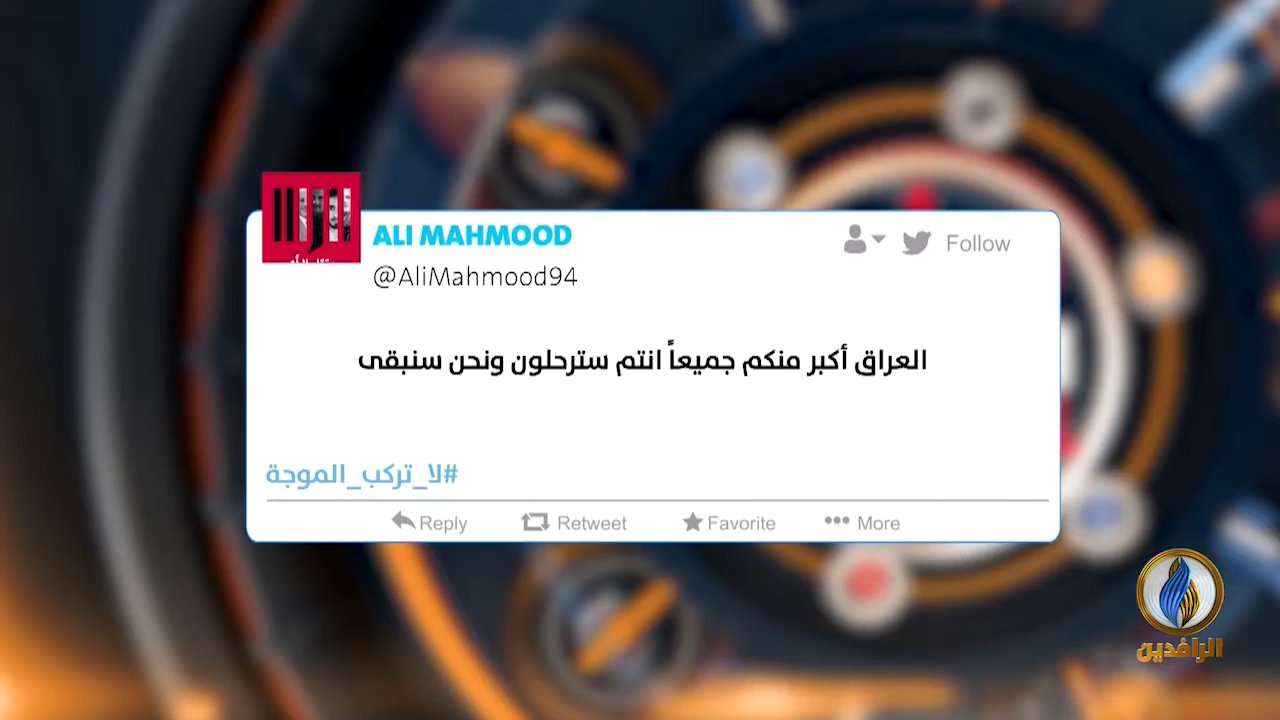 ALI MAHMOOD
@AliMahmood94
Follow
العراق أكبر منكم جميعاً انتم سترحلون ونحن سنبقى
#لا_تركب_الموجة
Reply Retweet Favorite More
الرافدين